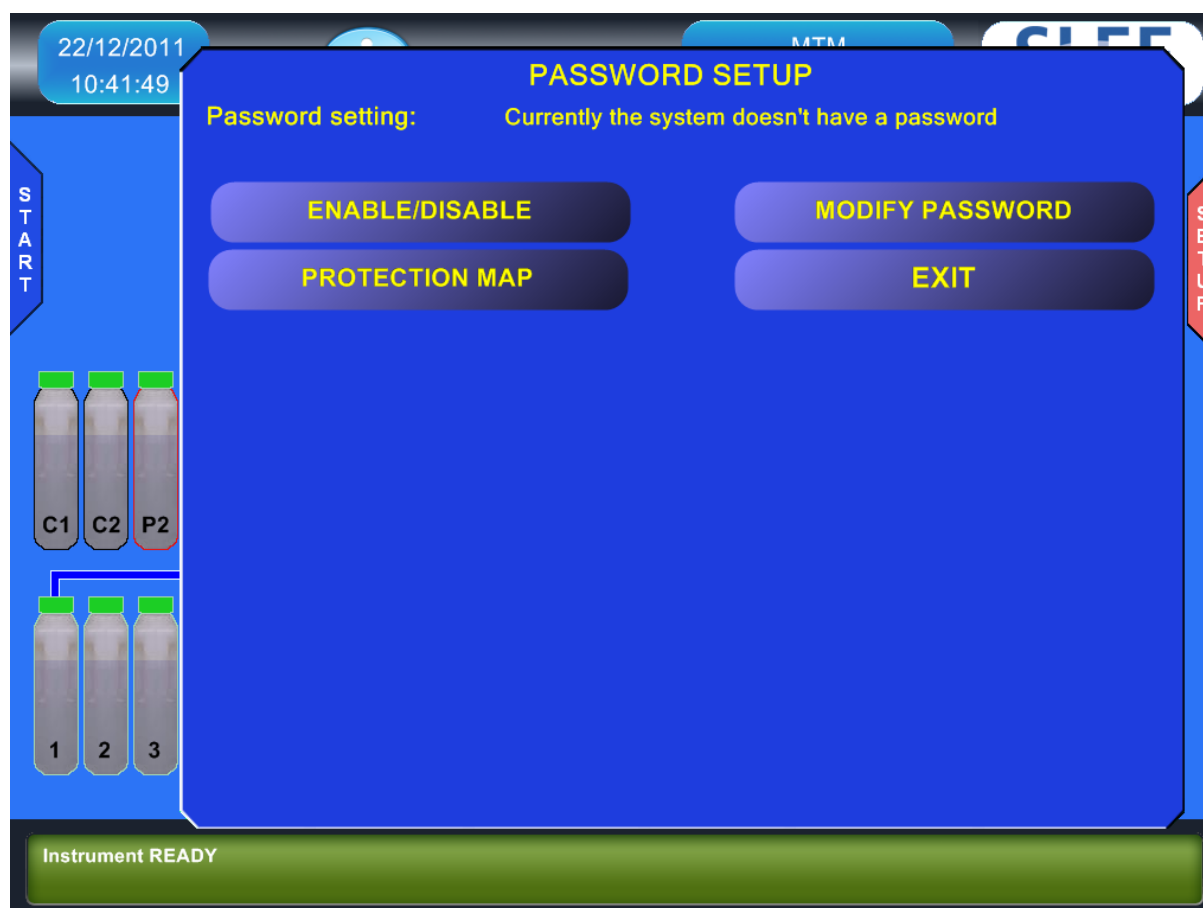 22/12/2011
10:41:49
PASSWORD SETUP
Password setting: Currently the system doesn't have a password
START
ENABLE/DISABLE
MODIFY PASSWORD
PROTECTION MAP
EXIT
C1 C2 P2
1 2 3
Instrument READY